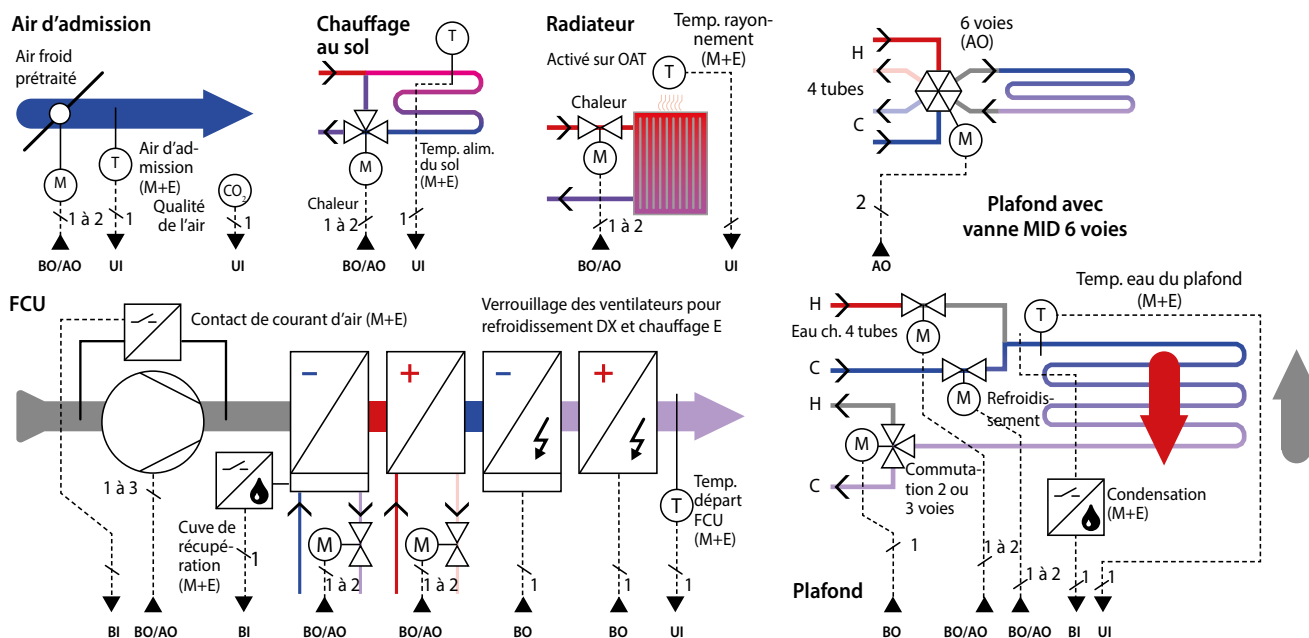 Air d'admission
Air froid
prétraité
M
T
Air d'ad-
mission
(M+E)
Qualité
de l'air
CO2
1 à 2
1
1
BO/AO
UI
UI
Chauffage
au sol
T
M
Temp. alim.
du sol
(M+E)
Chaleur
1 à 2
1
BO/AO
UI
Radiateur
Activé sur OAT
Temp. rayon-
nement
(M+E)
T
Chaleur
M
1 à 2
1
BO/AO
UI
6 voies
(AO)
H
4 tubes
C
M
2
AO
Plafond avec
vanne MID 6 voies
FCU
Contact de courant d'air (M+E)
Verrouillage des ventilateurs pour
refroidissement DX et chauffage E
–
+
–
+
1 à 3
Cuve de
récupé-
ration
(M+E)
1
M
1 à 2
M
1 à 2
1
1
T
Temp.
départ
FCU
(M+E)
1
BI
BO/AO
BI
BO/AO
BO/AO
BO
BO
UI
Temp. eau du plafond
(M+E)
H
T
Eau ch. 4 tubes
M
C
M
Refroidis-
sement
H
M
Commuta-
tion 2 ou
3 voies
C
Condensation
(M+E)
1
1 à 2
1 à 2
1
1
Plafond
BO
BO/AO
BO/AO
BI
UI